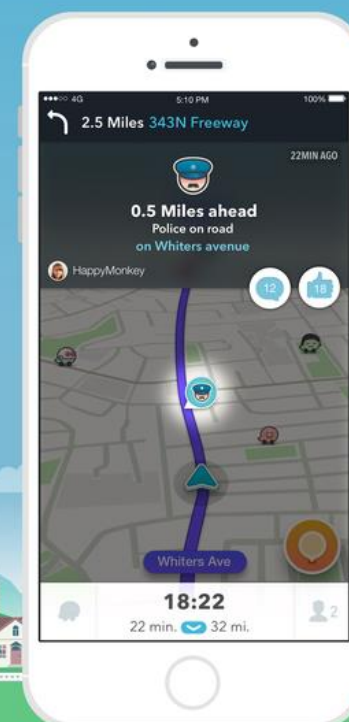 4G 5:10 PM 100%
2.5 Miles 343N Freeway
22MIN AGO
0.5 Miles ahead
Police on road
on Whiters avenue
HappyMonkey
12 18
Whiters Ave
18:22
22 min. 32 mi.
2